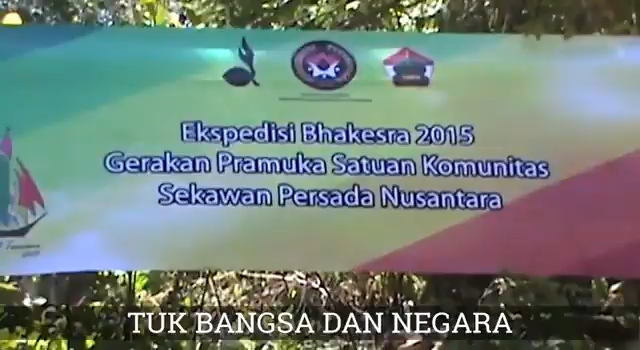 Ekspedisi Bhakesra 2015
Gerakan Pramuka Satuan Komunitas
Sekawan Persada Nusantara
TUK BANGSA DAN NEGARA